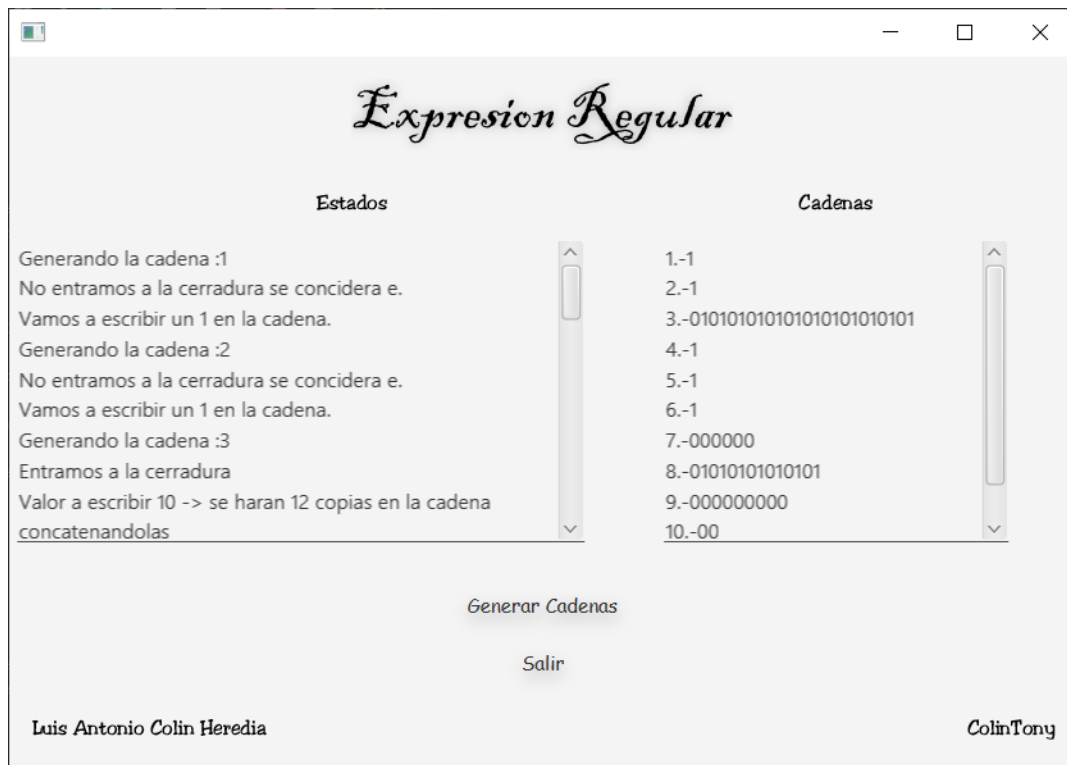 Expresion Regular
Estados
Generando la cadena :1
No entramos a la cerradura se concidera e.
Vamos a escribir un 1 en la cadena.
Generando la cadena :2
No entramos a la cerradura se concidera e.
Vamos a escribir un 1 en la cadena.
Generando la cadena :3
Entramos a la cerradura
Valor a escribir 10 -> se haran 12 copias en la cadena
concatenandolas
Cadenas
1.-1
2.-1
3.-010101010101010101010101
4.-1
5.-1
6.-1
7.-000000
8.-01010101010101
9.-000000000
10.-00
Generar Cadenas
Salir
Luis Antonio Colin Heredia
ColinTony